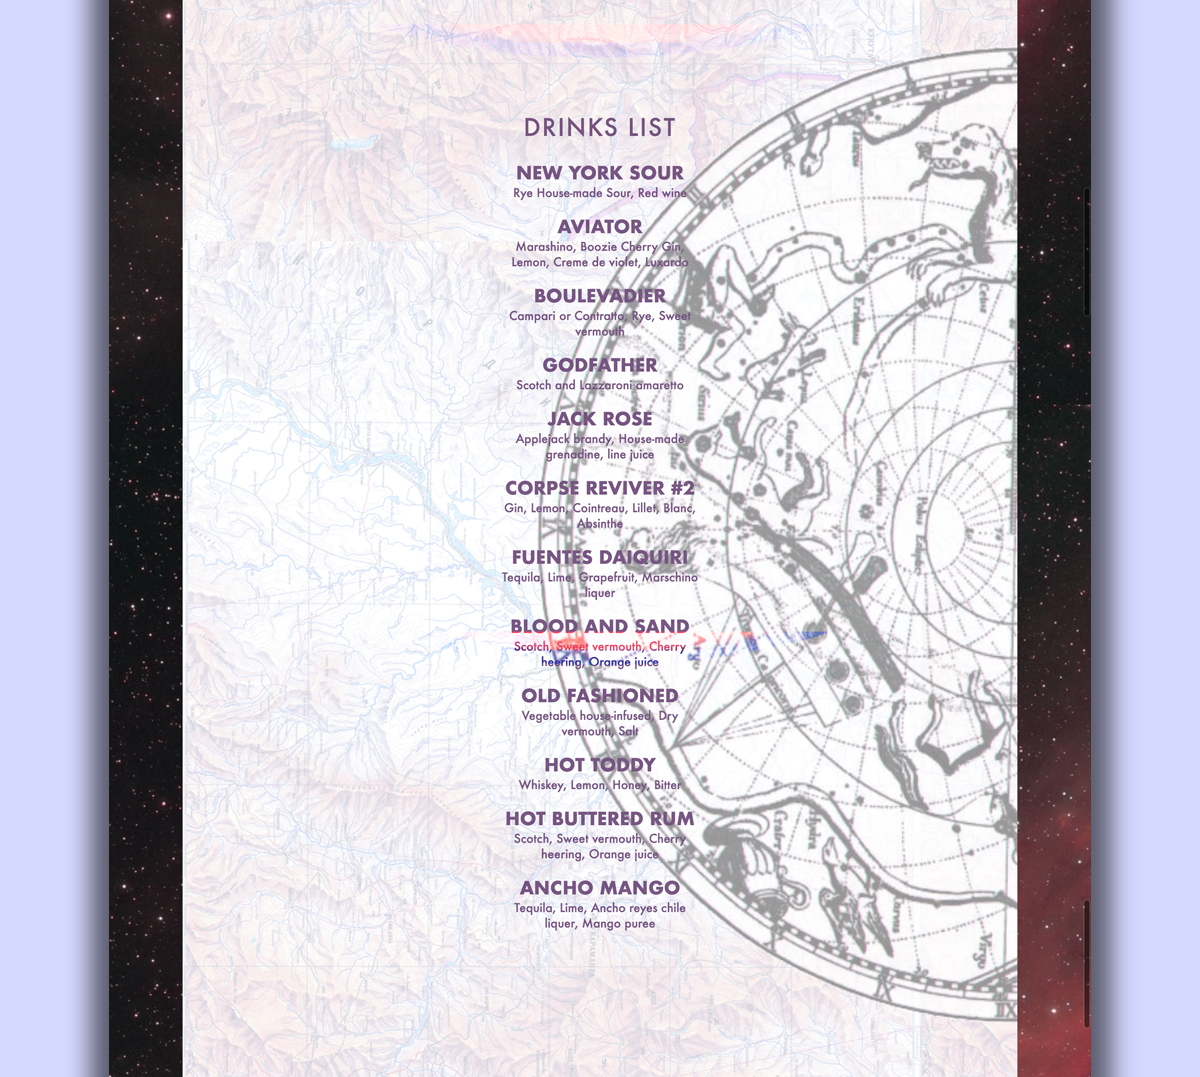 DRINKS LIST
NEW YORK SOUR
Rye House-made Sour, Red wine
AVIATOR
Marashino, Boozie Cherry Gin,
Lemon, Creme de violet, Luxardo
BOULEVADIER
Campari or Contratto, Rye, Sweet
vermouth
GODFATHER
Scotch and Lazzaroni amaretto
JACK ROSE
Applejack brandy, House-made
grenadine, line juice
CORPSE REVIVER #2
Gin, Lemon, Cointreau, Lillet, Blanc,
Absinthe
FUENTES DAIQUIRI
Tequila, Lime, Grapefruit, Marschino
liquer
BLOOD AND SAND
Scotch, Sweet vermouth, Cherry
heering, Orange juice
OLD FASHIONED
Vegetable house-infused, Dry
vermouth, Salt
HOT TODDY
Whiskey, Lemon, Honey, Bitter
HOT BUTTERED RUM
Scotch, Sweet vermouth, Cherry
heering, Orange juice
ANCHO MANGO
Tequila, Lime, Ancho reyes chile
liquer, Mango puree
Sirius
Hydra
Corvus
Virgo